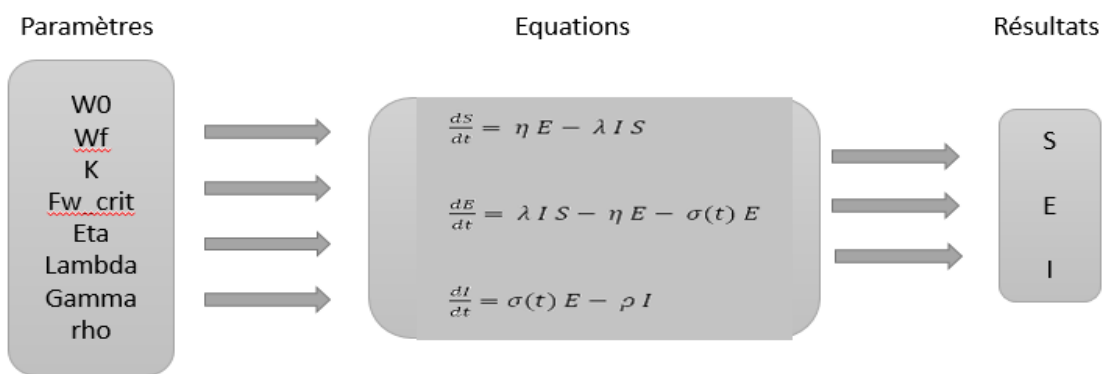 Paramètres
Equations
Résultats
W0
Wf
K
Fw_crit
Eta
Lambda
Gamma
rho
dS/dt = η E − λ I S
dE/dt = λ I S − η E − σ(t) E
dI/dt = σ(t) E − ρ I
S
E
I